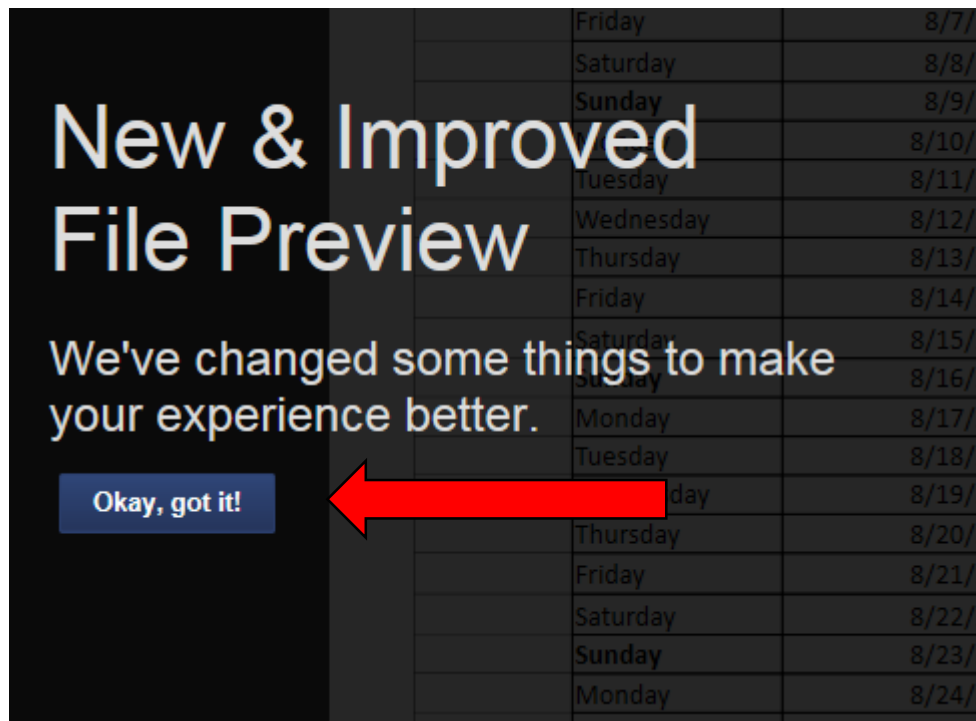 Friday 8/7/
Saturday 8/8/
Sunday 8/9/
New & Improved
8/10/
Tuesday 8/11/
File Preview
Wednesday 8/12/
Thursday 8/13/
Friday 8/14/
Saturday 8/15/
We've changed some things to make
Sunday 8/16/
your experience better.
Monday 8/17/
Tuesday 8/18/
Okay, got it!
day 8/19/
Thursday 8/20/
Friday 8/21/
Saturday 8/22/
Sunday 8/23/
Monday 8/24/